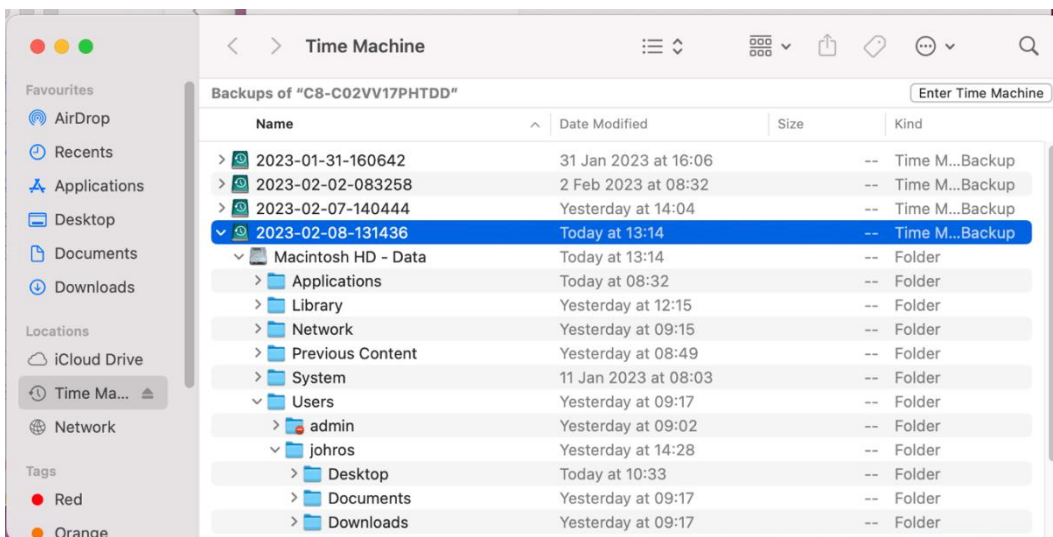 Time Machine
Favourites
AirDrop
Recents
Applications
Desktop
Documents
Downloads
Locations
iCloud Drive
Time Ma...
Network
Tags
Red
Orange
Backups of "C8-C02VV17PHTDD" Enter Time Machine
Name Date Modified Size Kind
2023-01-31-160642 31 Jan 2023 at 16:06 -- Time M...Backup
2023-02-02-083258 2 Feb 2023 at 08:32 -- Time M...Backup
2023-02-07-140444 Yesterday at 14:04 -- Time M...Backup
2023-02-08-131436 Today at 13:14 -- Time M...Backup
Macintosh HD - Data Today at 13:14 -- Folder
Applications Today at 08:32 -- Folder
Library Yesterday at 12:15 -- Folder
Network Yesterday at 09:15 -- Folder
Previous Content Yesterday at 08:49 -- Folder
System 11 Jan 2023 at 08:03 -- Folder
Users Yesterday at 09:17 -- Folder
admin Yesterday at 09:02 -- Folder
johros Yesterday at 14:28 -- Folder
Desktop Today at 10:33 -- Folder
Documents Yesterday at 09:17 -- Folder
Downloads Yesterday at 09:17 -- Folder